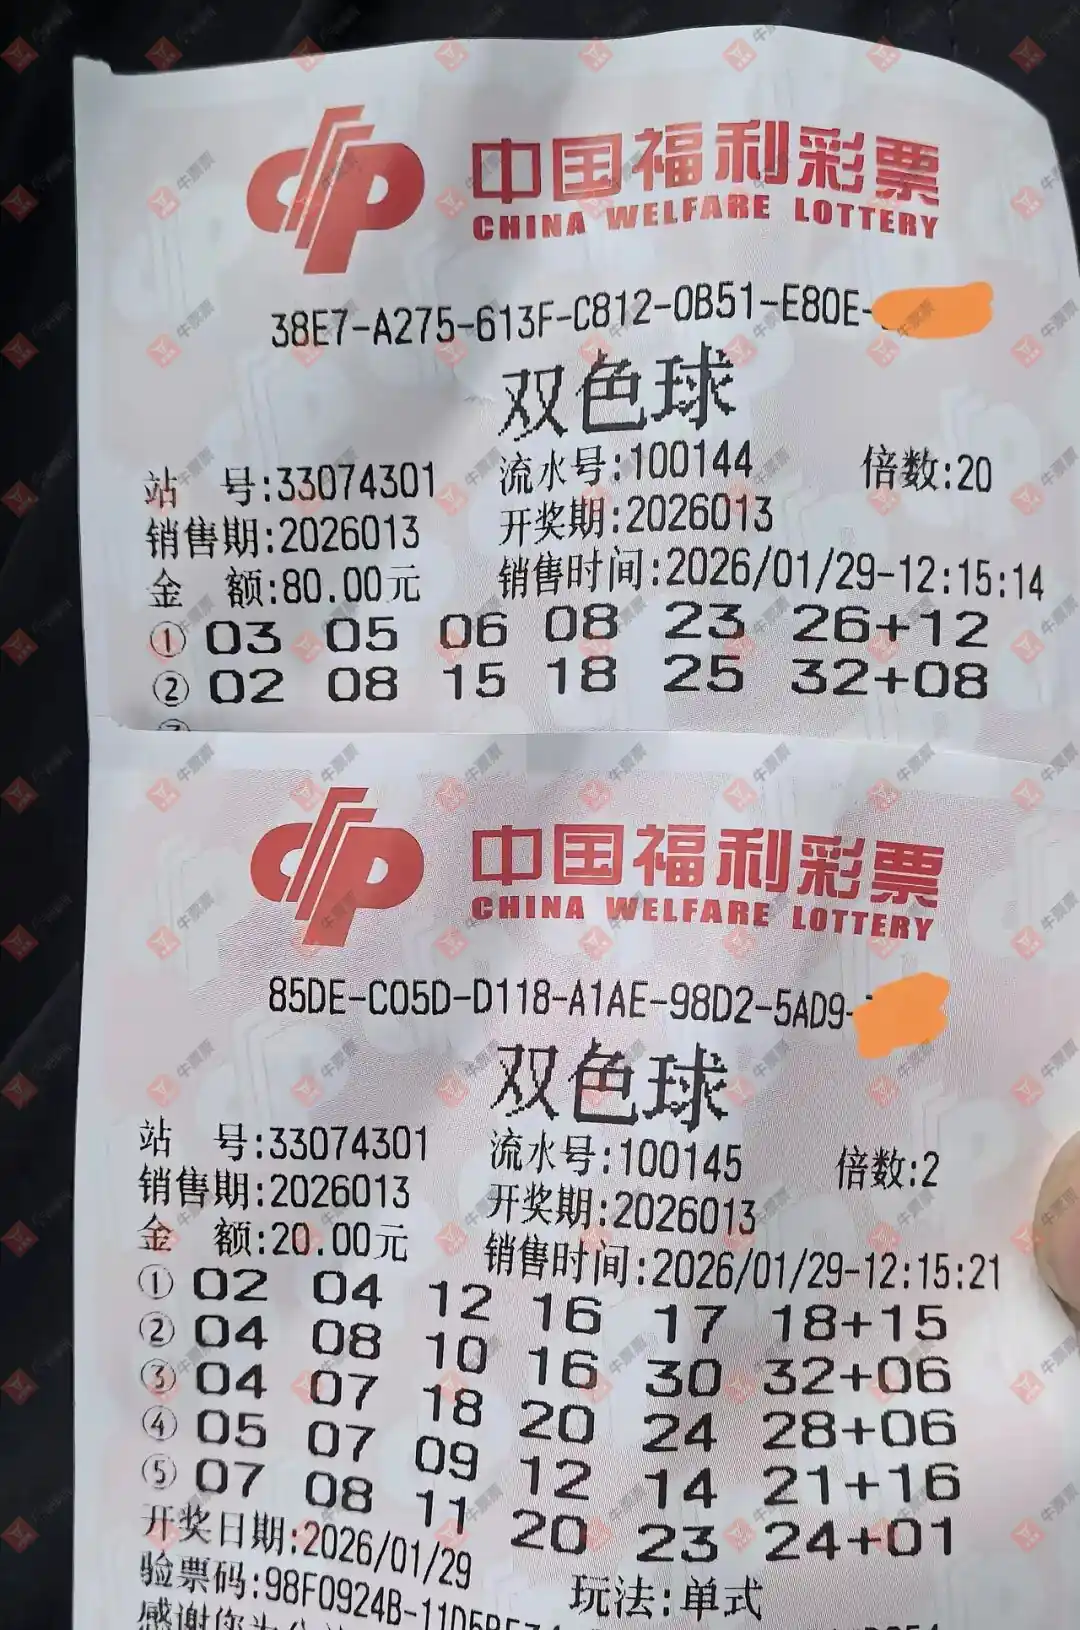 中国福利彩票
CHINA WELFARE LOTTERY
38E7-A275-613F-C812-0B51-E80E-
双色球
站 号:33074301 流水号:100144 倍数:20
销售期:2026013 开奖期:2026013
金 额:80.00元 销售时间:2026/01/29-12:15:14
① 03 05 06 08 23 26+12
② 02 08 15 18 25 32+08
中国福利彩票
CHINA WELFARE LOTTERY
85DE-C05D-D118-A1AE-98D2-5AD9-
双色球
站 号:33074301 流水号:100145 倍数:2
销售期:2026013 开奖期:2026013
金 额:20.00元 销售时间:2026/01/29-12:15:21
① 02 04 12 16 17 18+15
② 04 08 10 16 30 32+06
③ 04 07 18 20 24 28+06
④ 05 07 09 12 14 21+16
⑤ 07 08 11 20 23 24+01
开奖日期:2026/01/29 玩法:单式
验票码:98F0924B-11D5BE
感谢您为公
牛票票